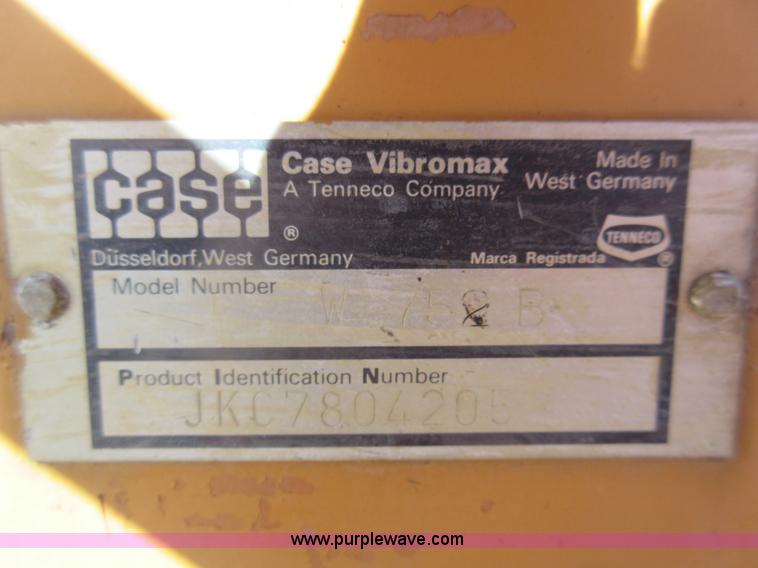 case ®
Case Vibromax
A Tenneco Company
Made In
West Germany
Düsseldorf, West Germany
Marca Registrada
TENNECO ®
Model Number
W B
Product Identification Number
JKC7804205
www.purplewave.com